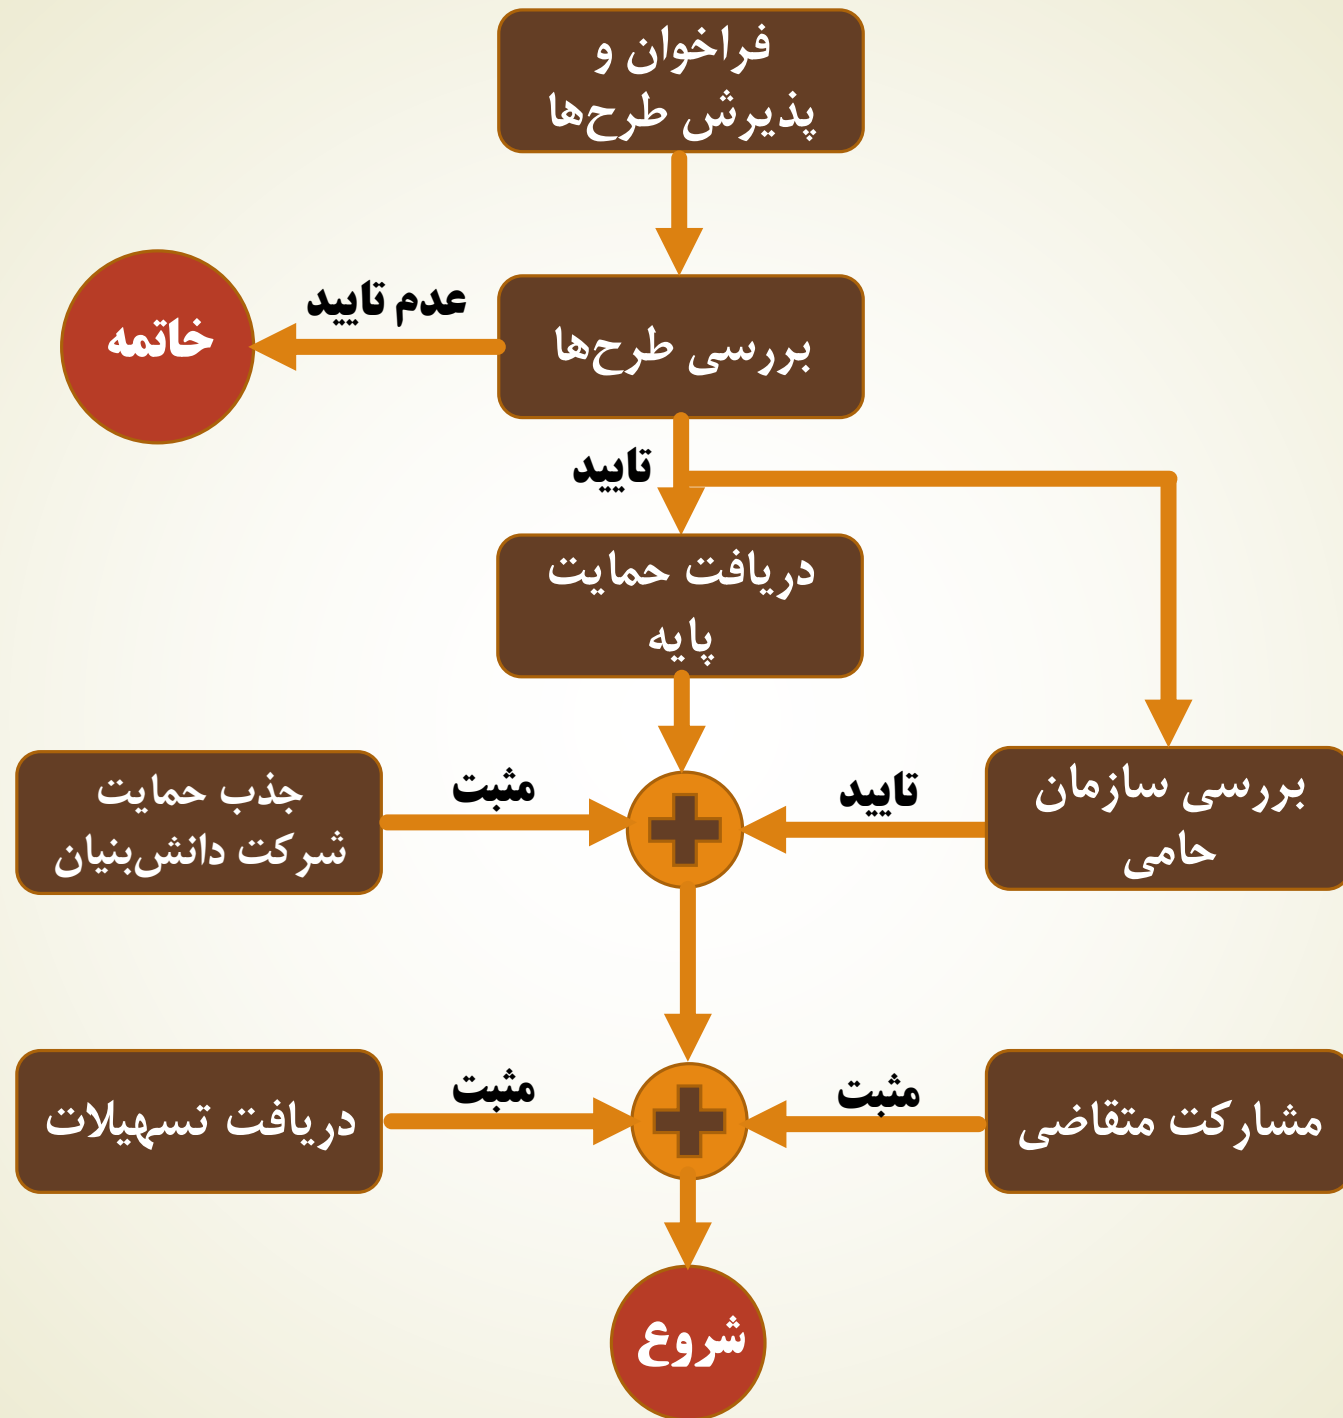 فراخوان و
پذیرش طرح‌ها
عدم تایید
خاتمه
بررسی طرح‌ها
تایید
دریافت حمایت
پایه
بررسی سازمان
حامی
تایید
مثبت
جذب حمایت
شرکت دانش‌بنیان
مشارکت متقاضی
مثبت
مثبت
دریافت تسهیلات
شروع